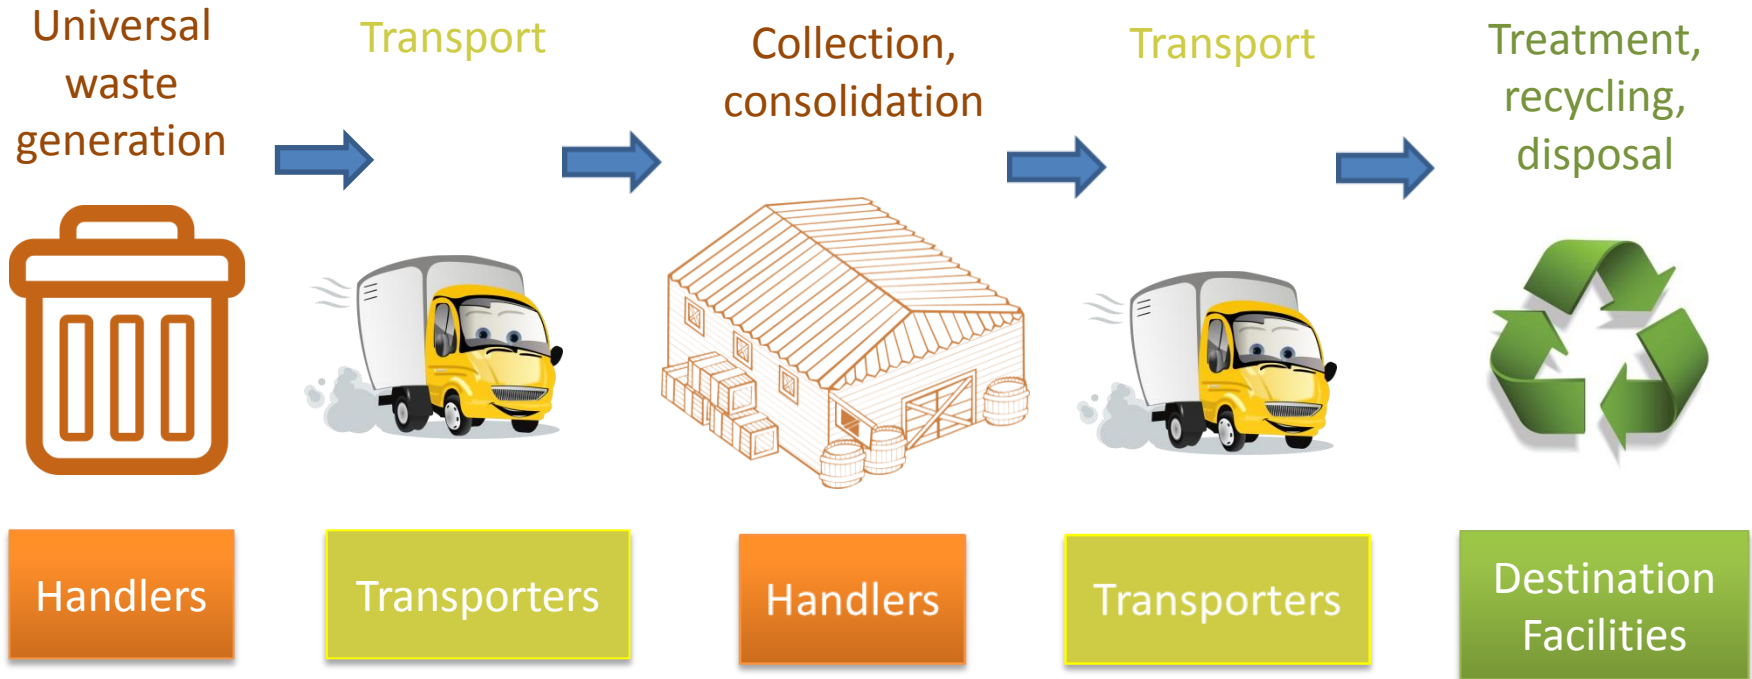 Universal
waste
generation
Transport
Collection,
consolidation
Transport
Treatment,
recycling,
disposal
Handlers
Transporters
Handlers
Transporters
Destination
Facilities